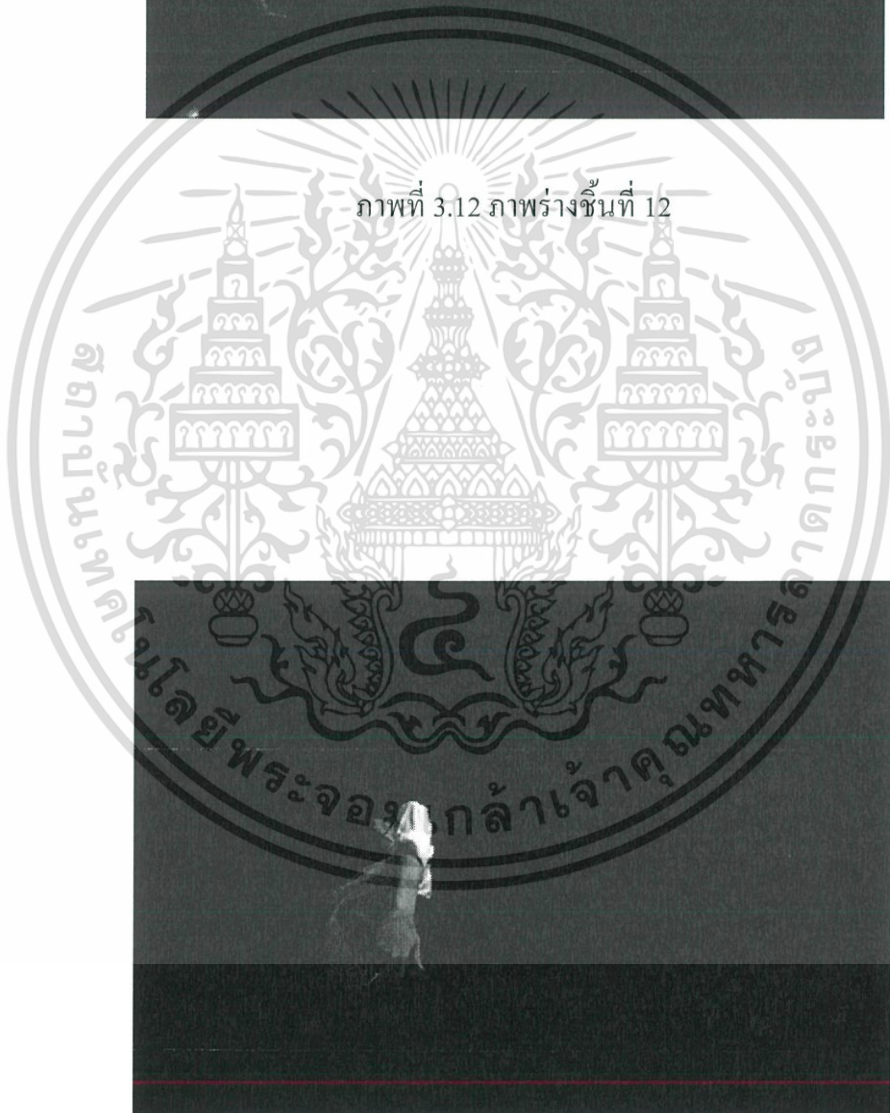 ภาพที่ 3.12 ภาพร่างชิ้นที่ 12
สถาบันเทคโนโลยีพระจอมเกล้าเจ้าคุณทหารลาดกระบัง